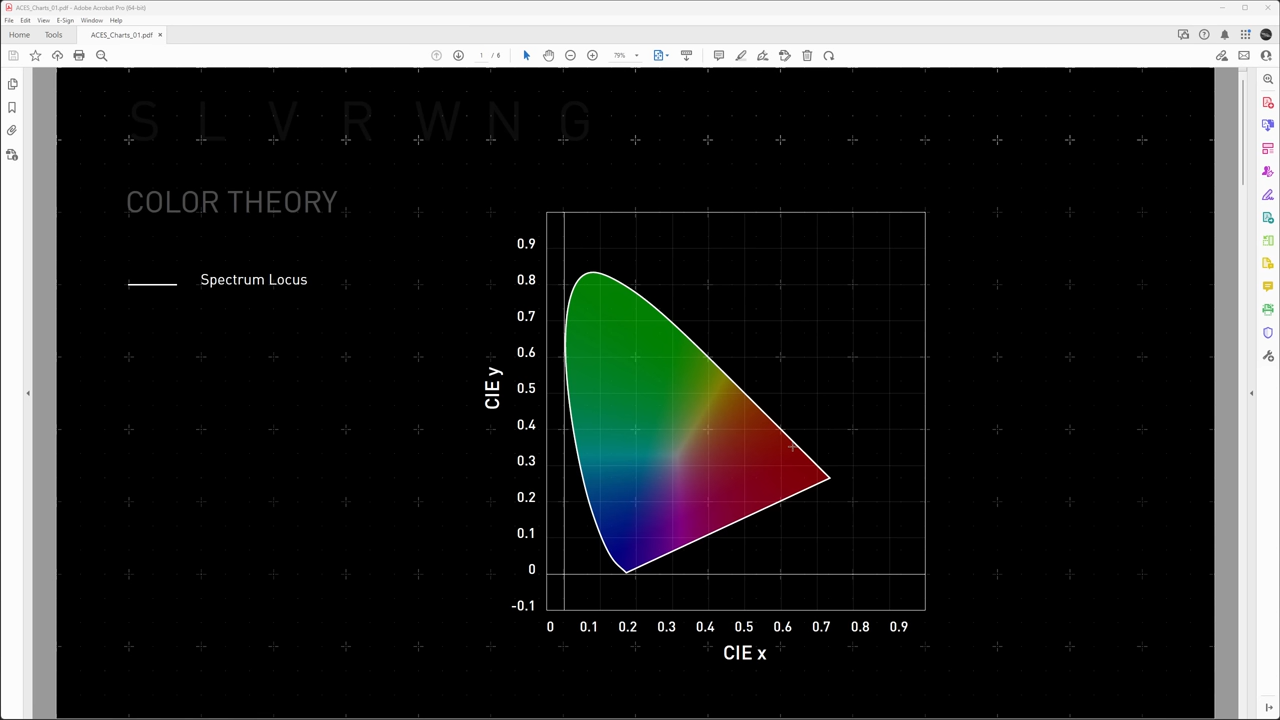 ACES_Charts_01.pdf - Adobe Acrobat Pro (64-bit)
File Edit View E-Sign Window Help
Home Tools ACES_Charts_01.pdf ×
1 / 6 79%
S L V R W N G
COLOR THEORY
Spectrum Locus
0.9
0.8
0.7
0.6
0.5
0.4
0.3
0.2
0.1
0
-0.1
CIE y
0 0.1 0.2 0.3 0.4 0.5 0.6 0.7 0.8 0.9
CIE x